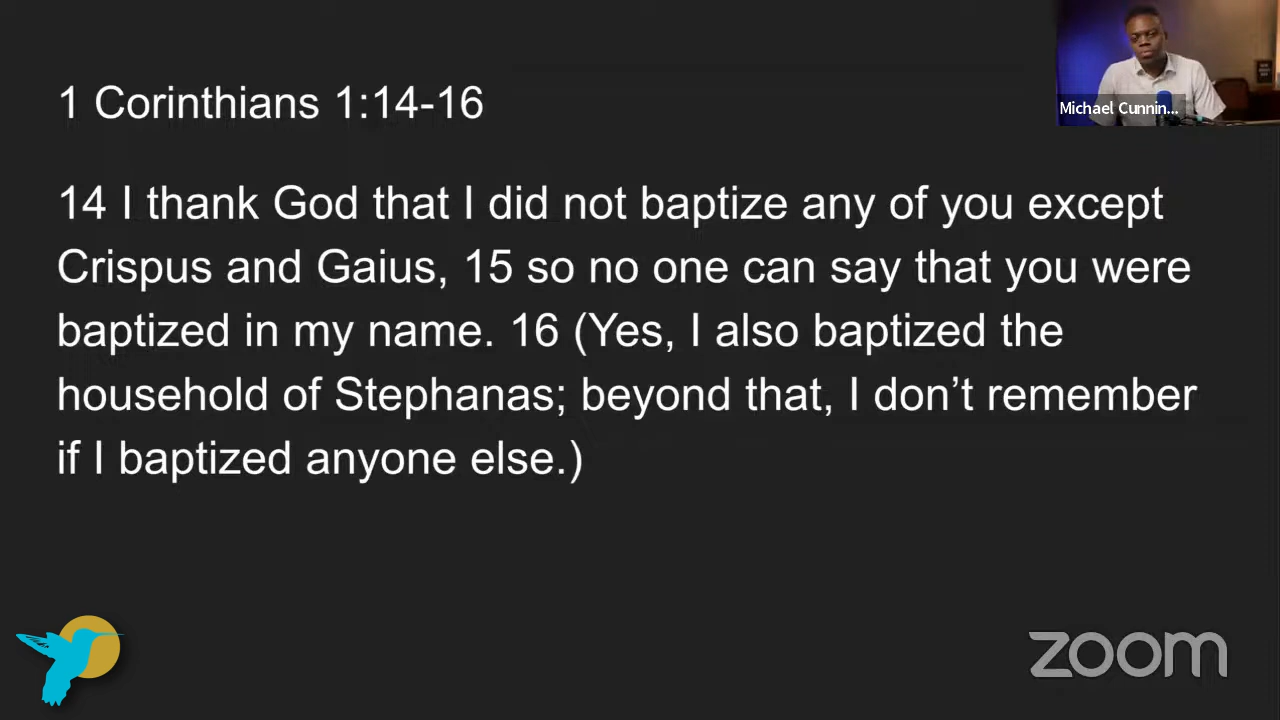 1 Corinthians 1:14-16
Michael Cunnin...
14 I thank God that I did not baptize any of you except
Crispus and Gaius, 15 so no one can say that you were
baptized in my name. 16 (Yes, I also baptized the
household of Stephanas; beyond that, I don’t remember
if I baptized anyone else.)
zoom